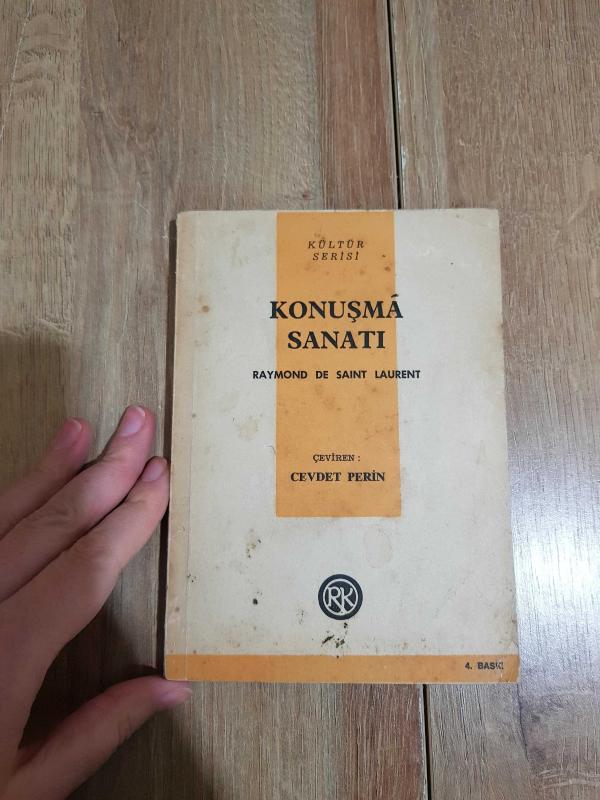 KÜLTÜR
SERİSİ
KONUŞMA
SANATI
RAYMOND DE SAINT LAURENT
ÇEVİREN :
CEVDET PERİN
RK
4. BASKI